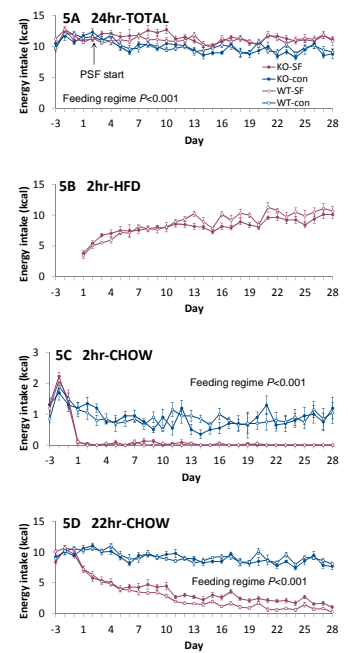 5A 24hr-TOTAL
15
10
5
0
Energy intake (kcal)
PSF start
KO-SF
KO-con
WT-SF
WT-con
Feeding regime P<0.001
-3 1 4 7 10 13 16 19 22 25 28
Day
5B 2hr-HFD
15
10
5
0
Energy intake (kcal)
-3 1 4 7 10 13 16 19 22 25 28
Day
5C 2hr-CHOW
3
2
1
0
Energy intake (kcal)
Feeding regime P<0.001
-3 1 4 7 10 13 16 19 22 25 28
Day
5D 22hr-CHOW
15
10
5
0
Energy intake (kcal)
Feeding regime P<0.001
-3 1 4 7 10 13 16 19 22 25 28
Day